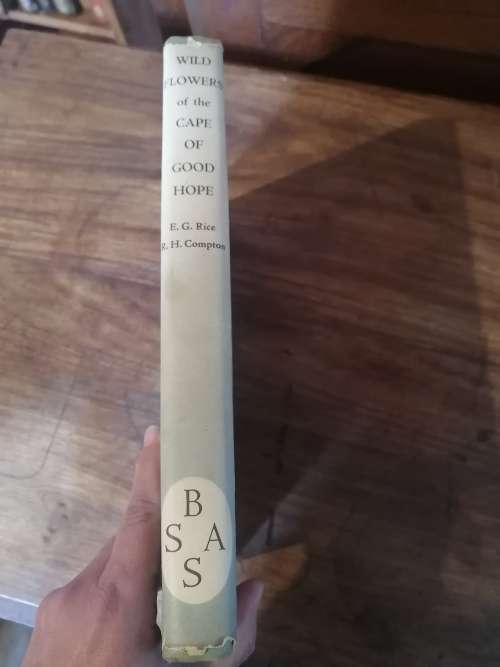 WILD
FLOWERS
of the
CAPE
OF
GOOD
HOPE
E. G. Rice
R. H. Compton
B
S A
S